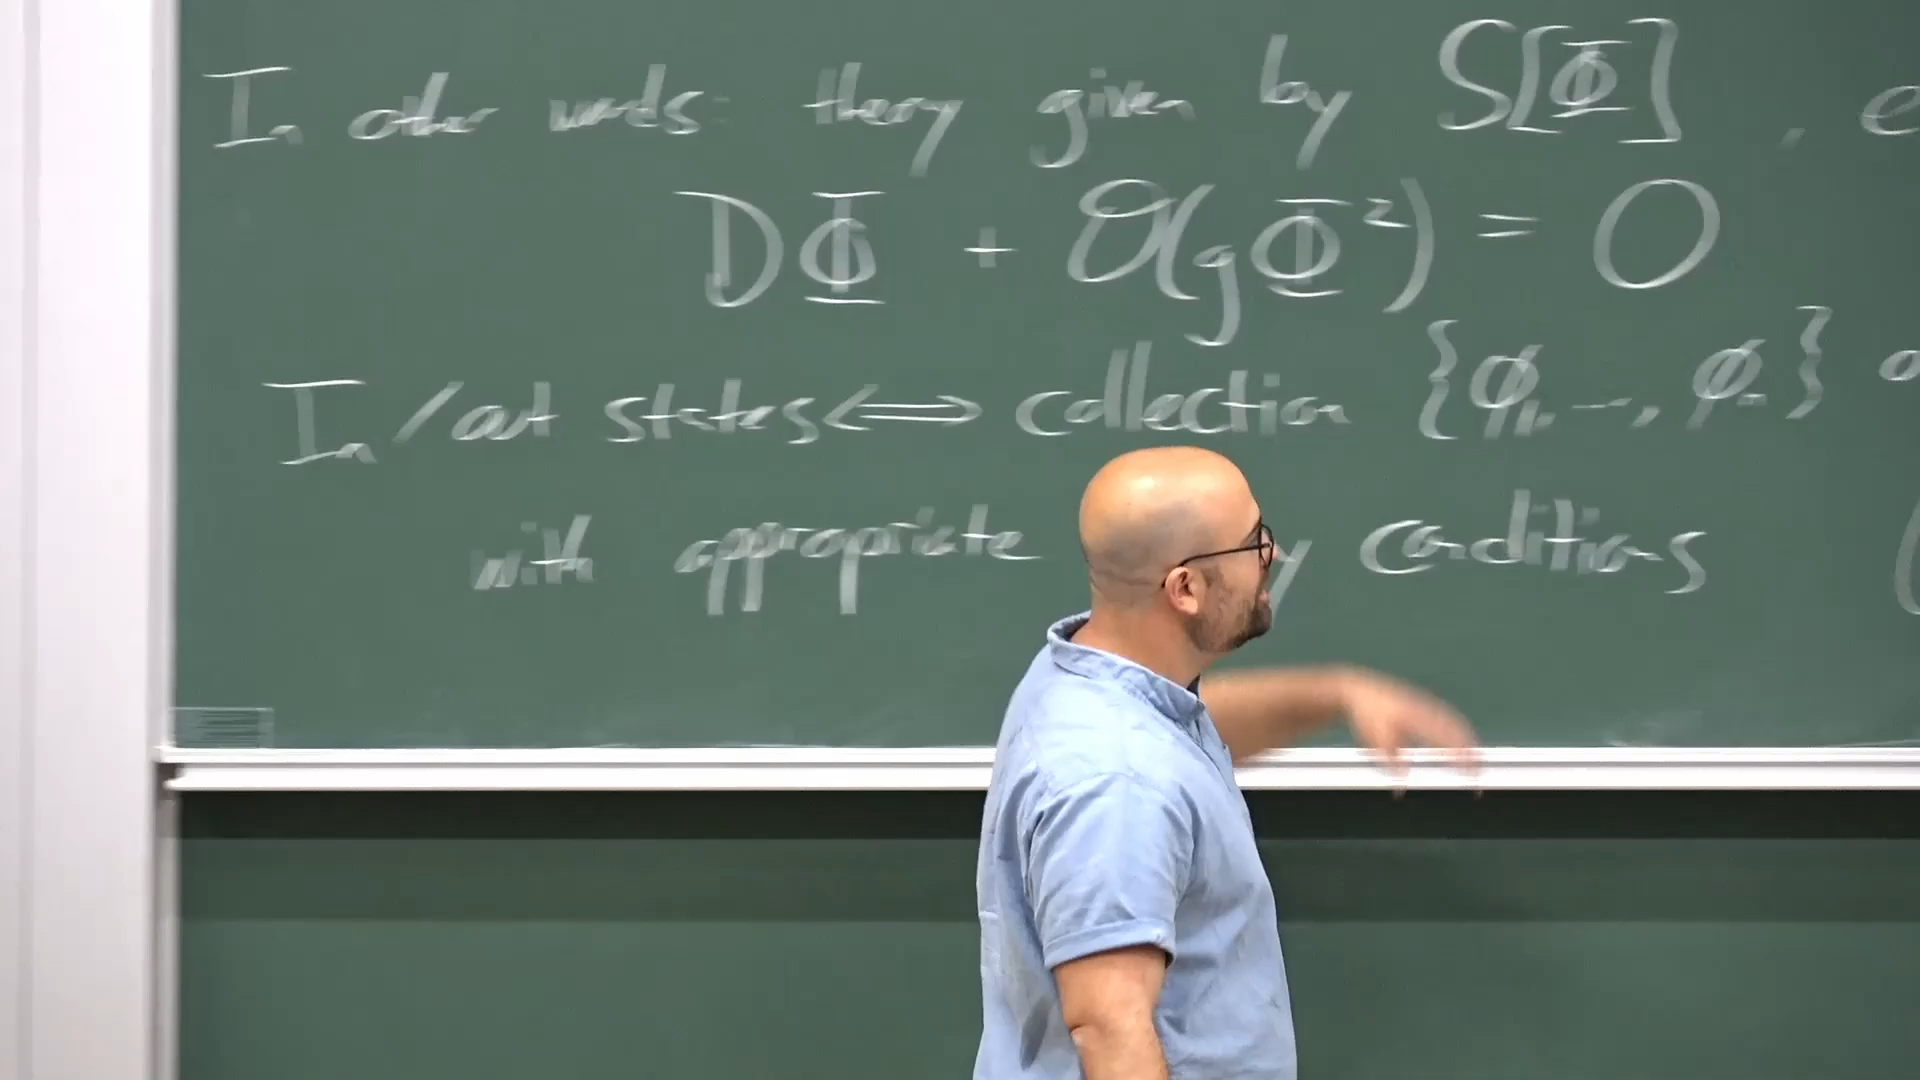 In other words: theory given by S[Φ] , e
DΦ + O(gΦ²) = 0
In/out states ⟺ collection {φ₁, ..., φₙ} o
with appropriate y conditions (